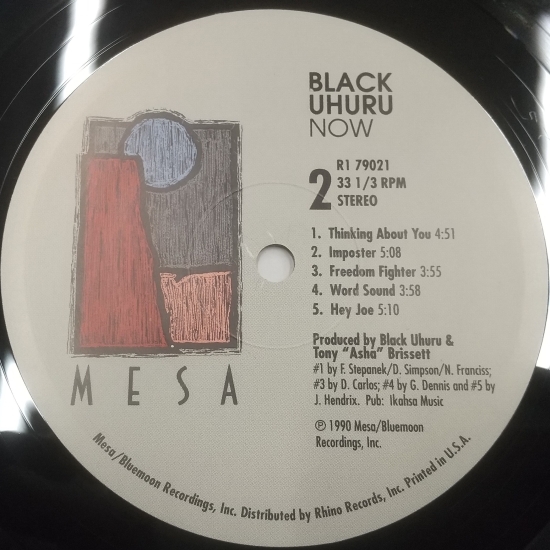 BLACK
UHURU
NOW
2
R1 79021
33 1/3 RPM
STEREO
1. Thinking About You 4:51
2. Imposter 5:08
3. Freedom Fighter 3:55
4. Word Sound 3:58
5. Hey Joe 5:10
Produced by Black Uhuru &
Tony "Asha" Brissett
#1 by F. Stepanek/D. Simpson/N. Franciss;
#3 by D. Carlos; #4 by G. Dennis and #5 by
J. Hendrix. Pub: Ikahsa Music
℗ 1990 Mesa/Bluemoon
Recordings, Inc.
MESA
Mesa/Bluemoon Recordings, Inc. Distributed by Rhino Records, Inc. Printed in U.S.A.